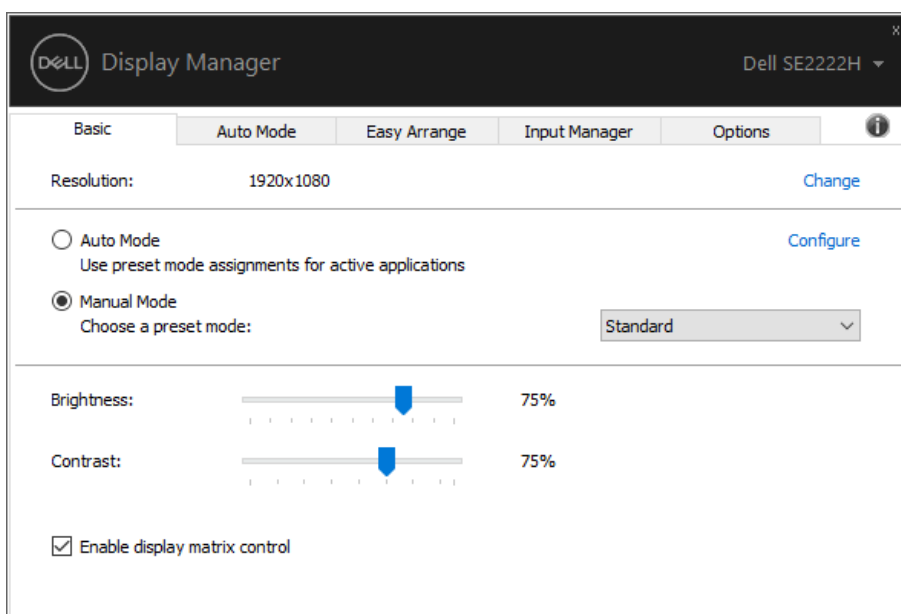 x
DELL Display Manager Dell SE2222H
Basic Auto Mode Easy Arrange Input Manager Options i
Resolution: 1920x1080 Change
Auto Mode Configure
Use preset mode assignments for active applications
Manual Mode
Choose a preset mode: Standard
Brightness: 75%
Contrast: 75%
Enable display matrix control